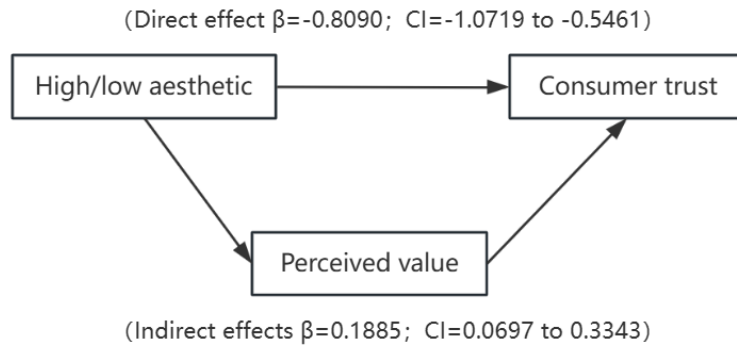 （Direct effect β=-0.8090；CI=-1.0719 to -0.5461）
High/low aesthetic
Consumer trust
Perceived value
（Indirect effects β=0.1885；CI=0.0697 to 0.3343）